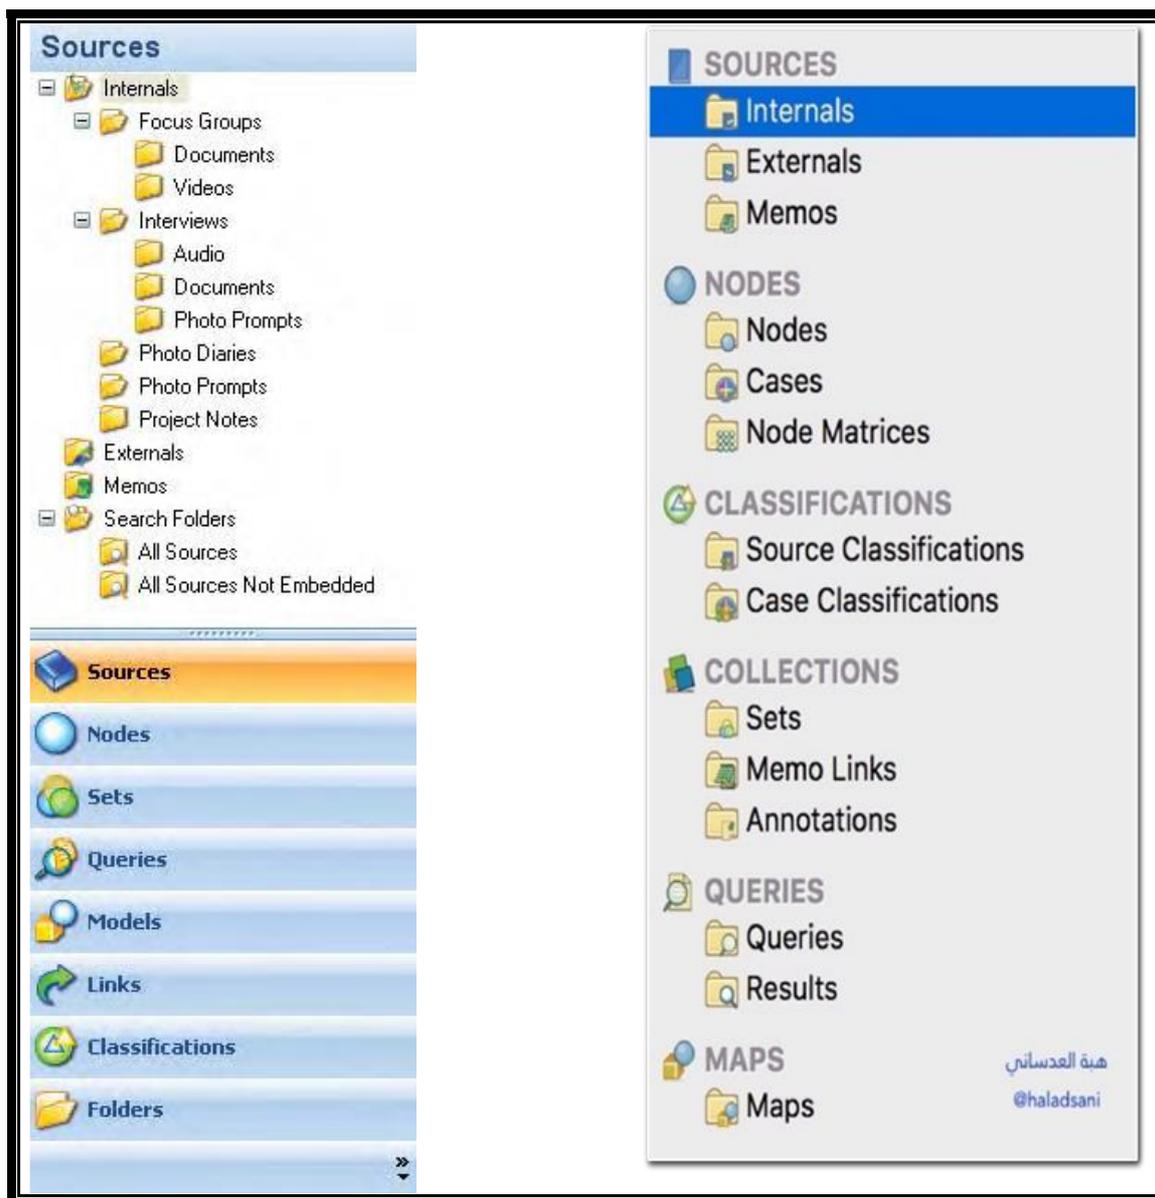 Sources
Internals
Focus Groups
Documents
Videos
Interviews
Audio
Documents
Photo Prompts
Photo Diaries
Photo Prompts
Project Notes
Externals
Memos
Search Folders
All Sources
All Sources Not Embedded
Sources
Nodes
Sets
Queries
Models
Links
Classifications
Folders
SOURCES
Internals
Externals
Memos
NODES
Nodes
Cases
Node Matrices
CLASSIFICATIONS
Source Classifications
Case Classifications
COLLECTIONS
Sets
Memo Links
Annotations
QUERIES
Queries
Results
MAPS
Maps
هبة العدساني
@haladsani